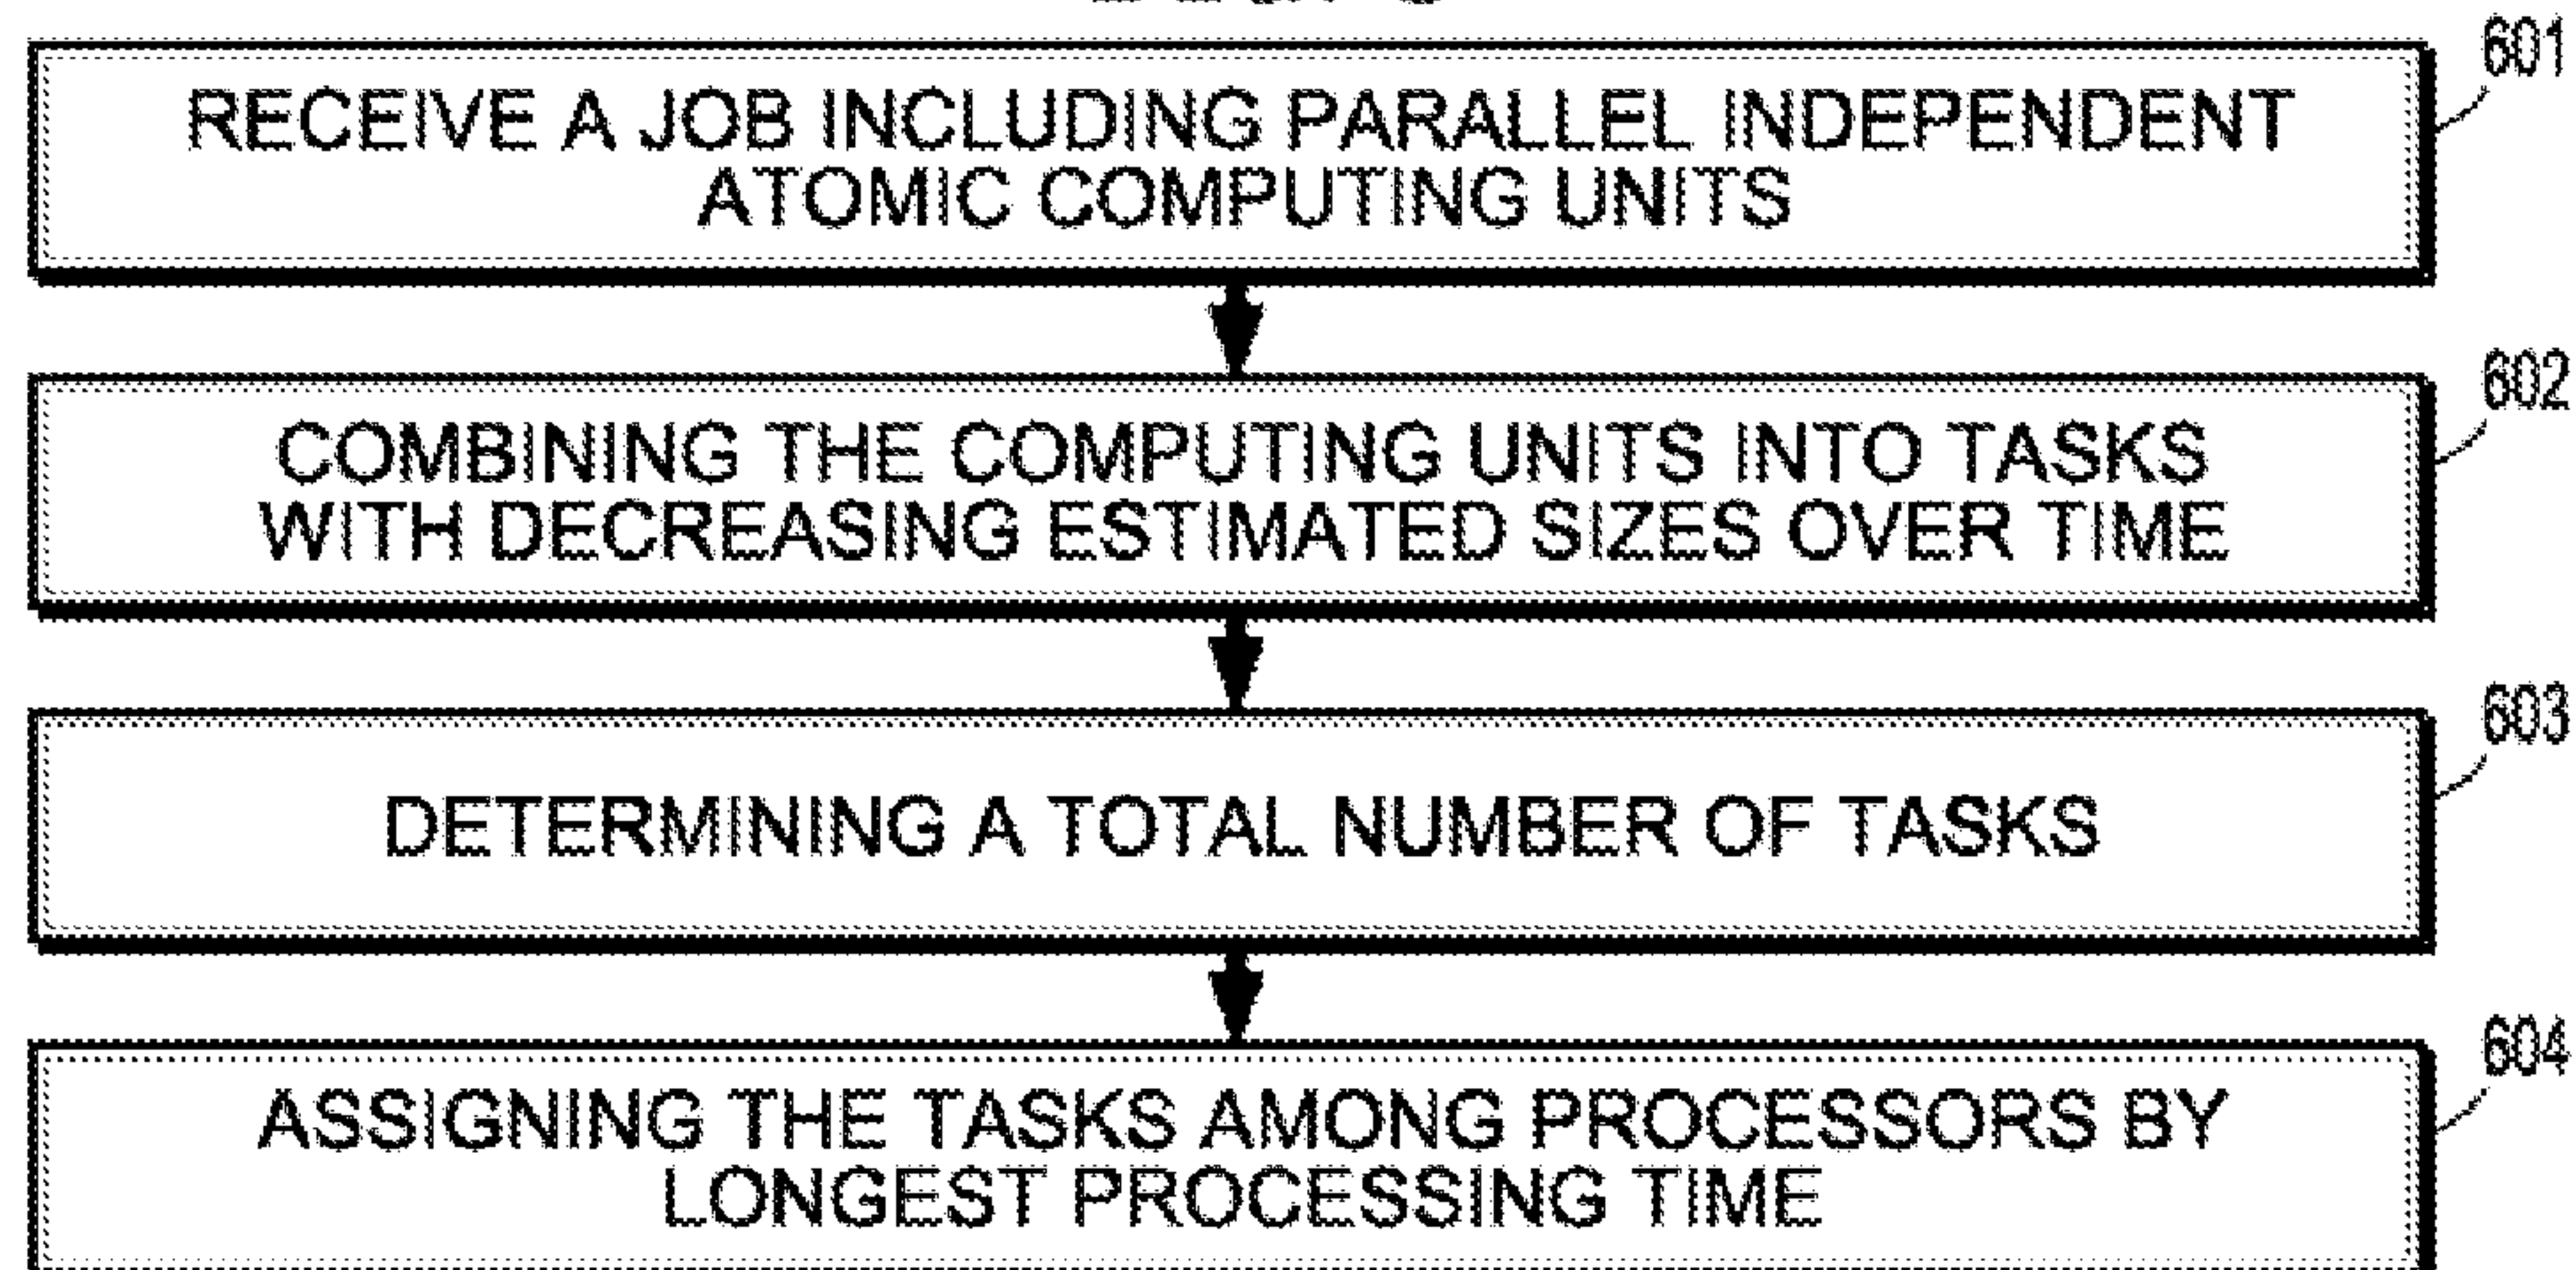 601
RECEIVE A JOB INCLUDING PARALLEL INDEPENDENT
ATOMIC COMPUTING UNITS
602
COMBINING THE COMPUTING UNITS INTO TASKS
WITH DECREASING ESTIMATED SIZES OVER TIME
603
DETERMINING A TOTAL NUMBER OF TASKS
604
ASSIGNING THE TASKS AMONG PROCESSORS BY
LONGEST PROCESSING TIME